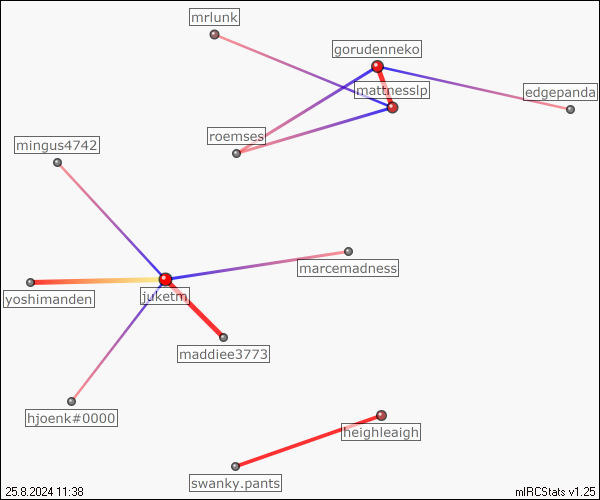 mrlunk
gorudenneko
mattnesslp
edgepanda
roemses
mingus4742
marcemadness
yoshimanden
juketm
maddiee3773
hjoenk#0000
heighleaigh
swanky.pants
25.8.2024 11:38
mIRCStats v1.25